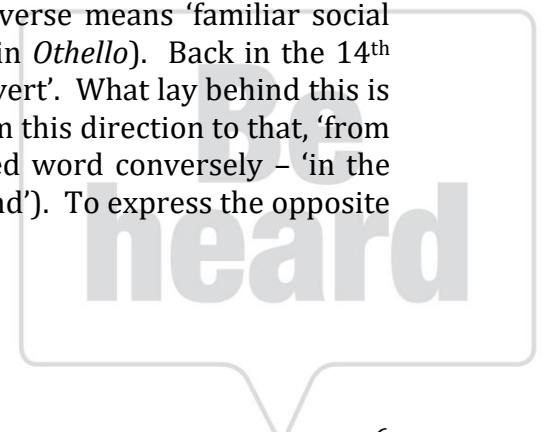 verse means ‘familiar social
in Othello). Back in the 14th
vert’. What lay behind this is
m this direction to that, ‘from
ed word conversely – ‘in the
nd’). To express the opposite
Be
heard